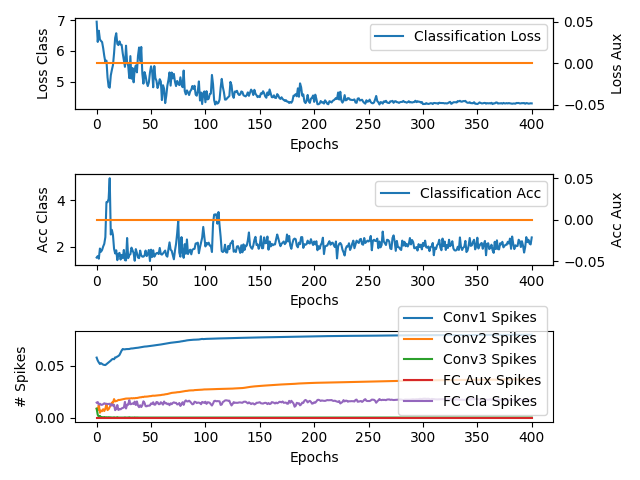 7
6
5
Loss Class
Classification Loss
0.05
0.00
−0.05
Loss Aux
0 50 100 150 200 250 300 350 400
Epochs
4
2
Acc Class
Classification Acc
0.05
0.00
−0.05
Acc Aux
0 50 100 150 200 250 300 350 400
Epochs
0.05
0.00
# Spikes
Conv1 Spikes
Conv2 Spikes
Conv3 Spikes
FC Aux Spikes
FC Cla Spikes
0 50 100 150 200 250 300 350 400
Epochs